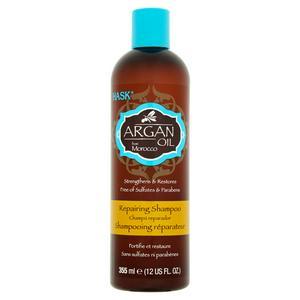 HASK
ARGAN
OIL
from
Morocco
Strengthens & Restores
Free of Sulfates & Parabens
Repairing Shampoo
Champú reparador
Shampooing réparateur
Fortifie et restaure
Sans sulfates ni parabènes
355 ml ℮ (12 US FL. OZ.)